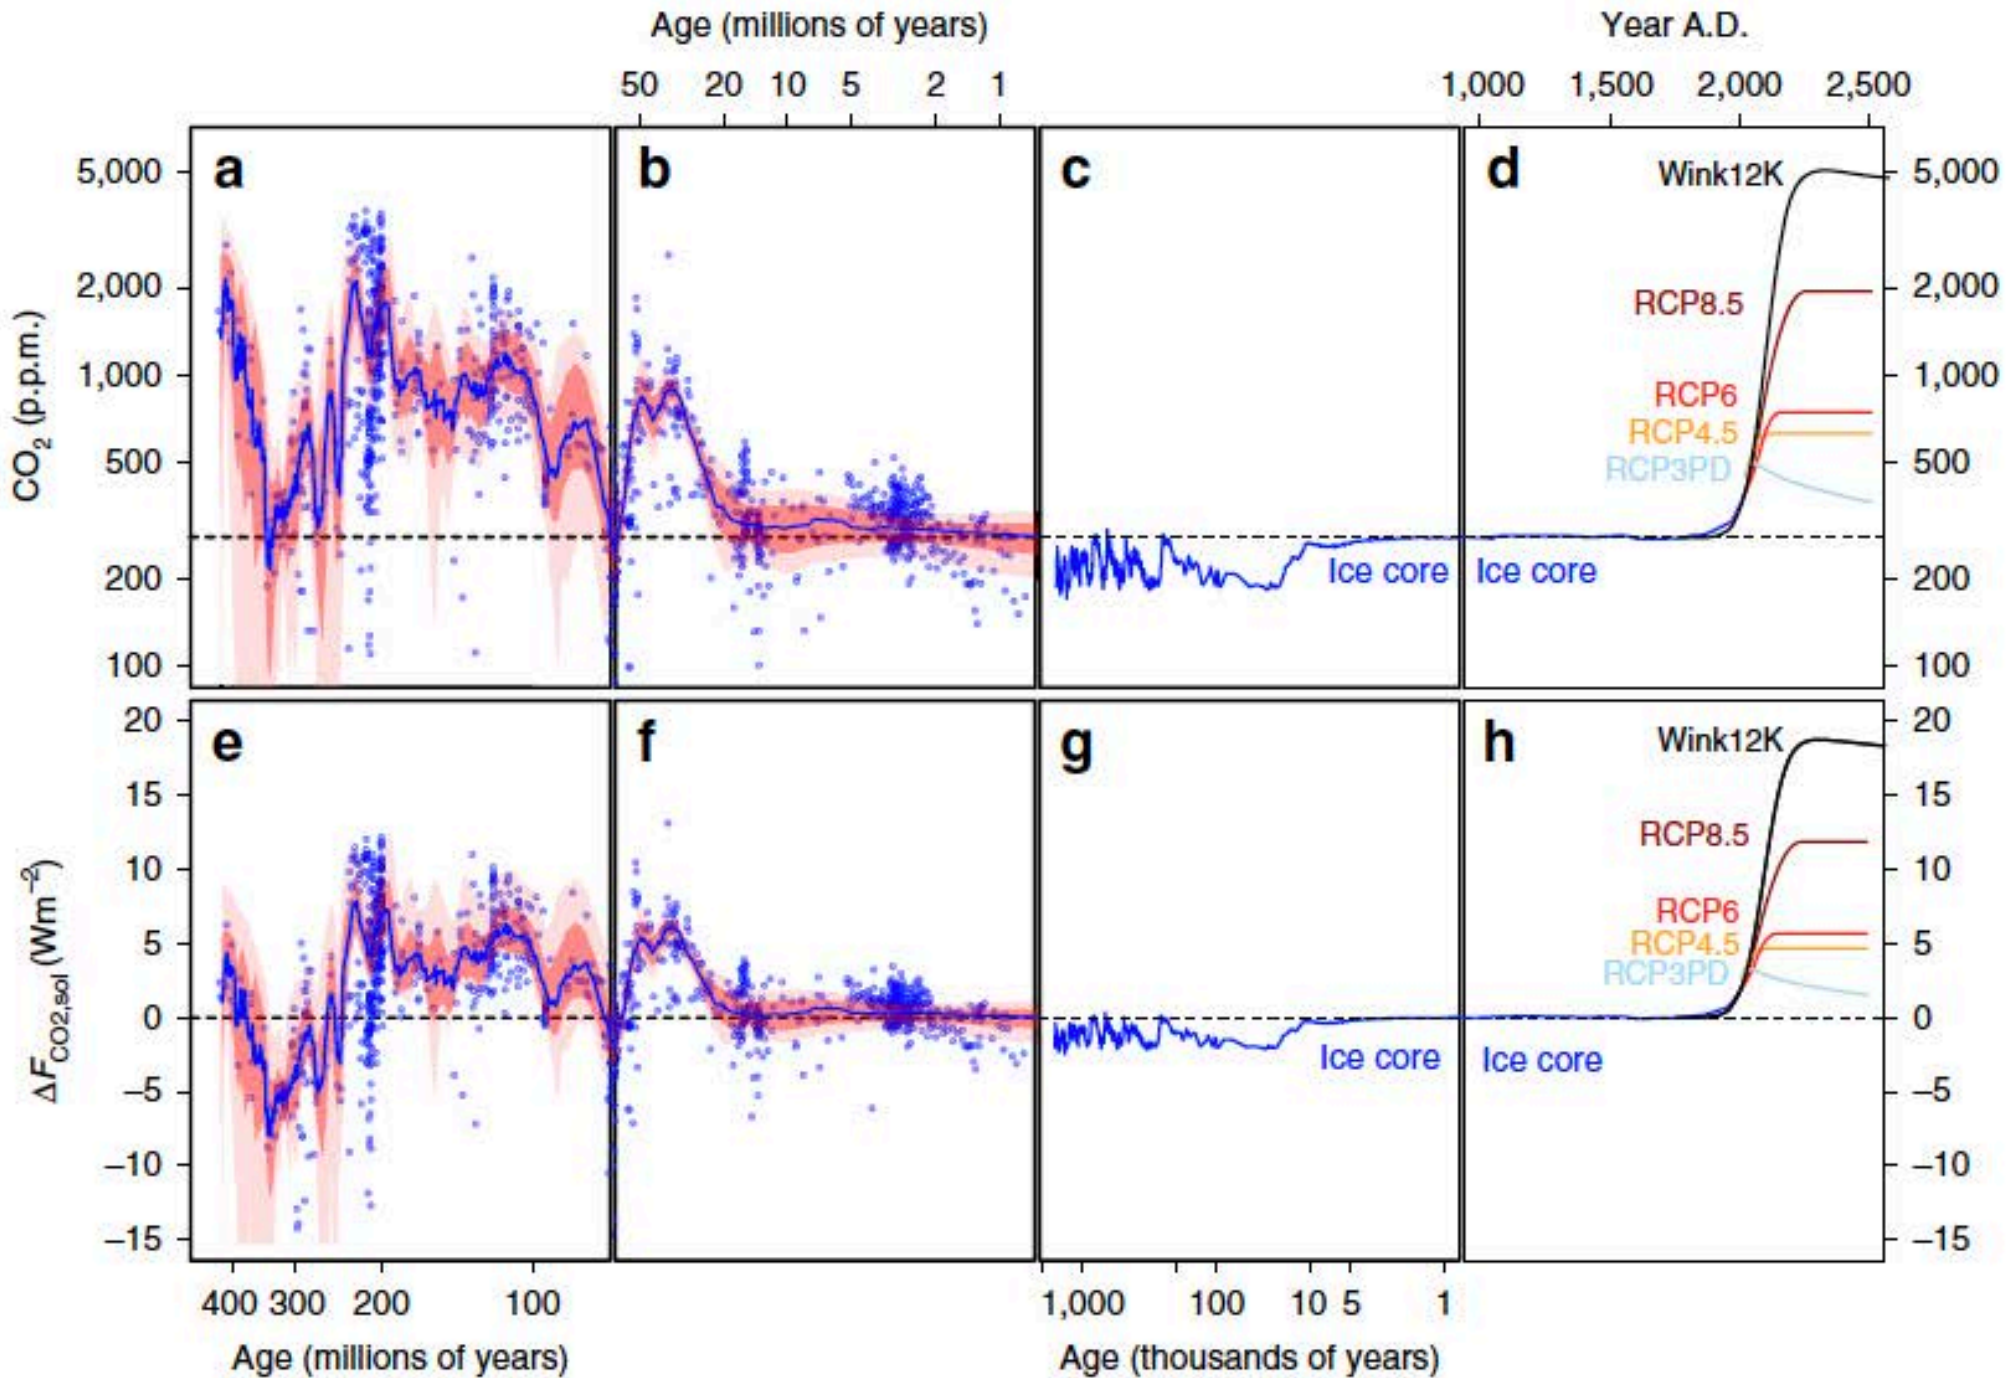 Age (millions of years)
Year A.D.
50 20 10 5 2 1
1,000 1,500 2,000 2,500
a
b
c
d
5,000
2,000
1,000
500
200
100
CO2 (p.p.m.)
Wink12K
RCP8.5
RCP6
RCP4.5
RCP3PD
Ice core
Ice core
5,000
2,000
1,000
500
200
100
e
f
g
h
20
15
10
5
0
−5
−10
−15
ΔFCO2,sol (Wm−2)
Wink12K
RCP8.5
RCP6
RCP4.5
RCP3PD
Ice core
Ice core
20
15
10
5
0
−5
−10
−15
400 300 200 100
1,000 100 10 5 1
Age (millions of years)
Age (thousands of years)